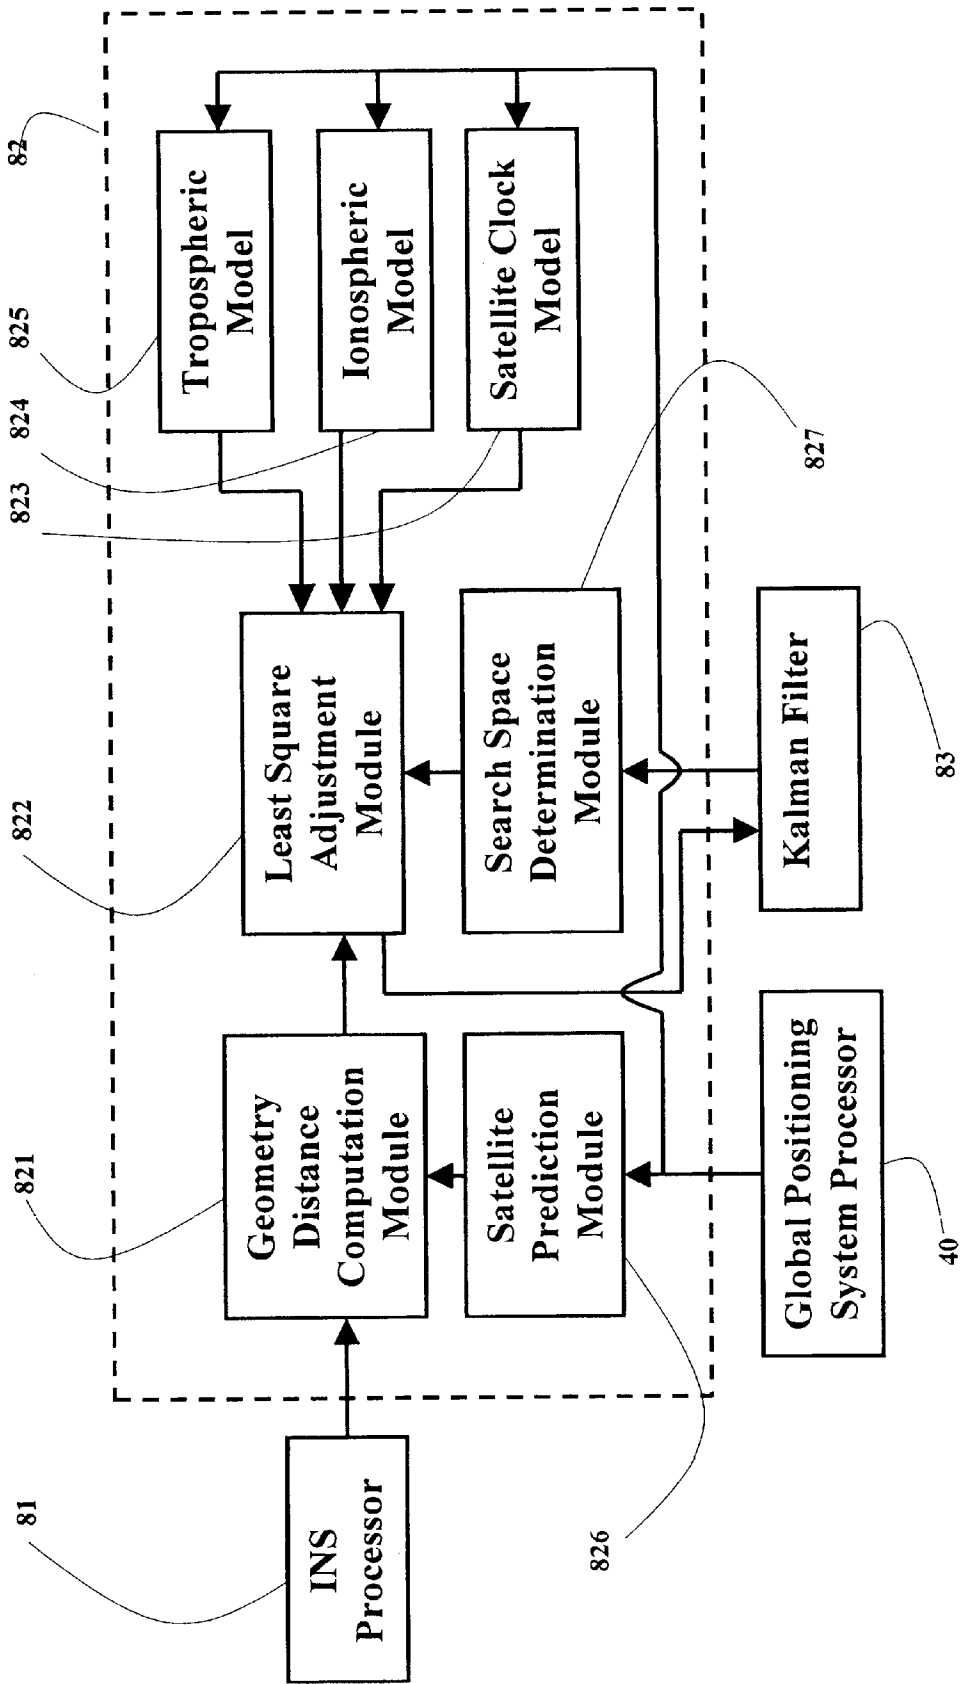 82
825
Tropospheric
Model
824
Ionospheric
Model
823
Satellite Clock
Model
822
Least Square
Adjustment
Module
827
Search Space
Determination
Module
Kalman Filter
83
821
Geometry
Distance
Computation
Module
Satellite
Prediction
Module
826
Global Positioning
System Processor
40
81
INS
Processor